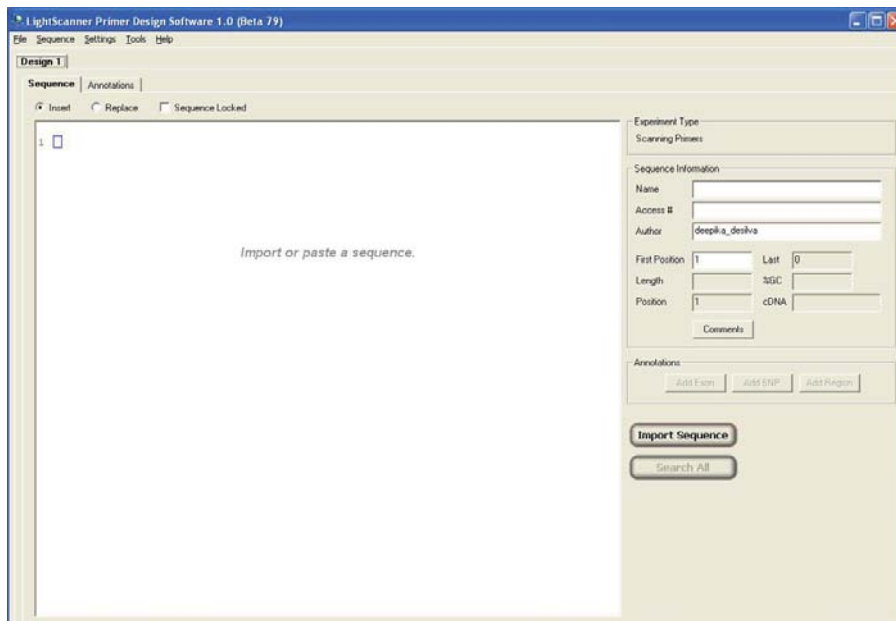 LightScanner Primer Design Software 1.0 (Beta 79)
File Sequence Settings Tools Help
Design 1
Sequence Annotations
Insert Replace Sequence Locked
1
Import or paste a sequence.
Experiment Type
Scanning Primers
Sequence Information
Name
Access #
Author deepika_desilva
First Position 1 Last 0
Length %GC
Position 1 cDNA
Comments
Annotations
Add Exon Add SNP Add Region
Import Sequence
Search All